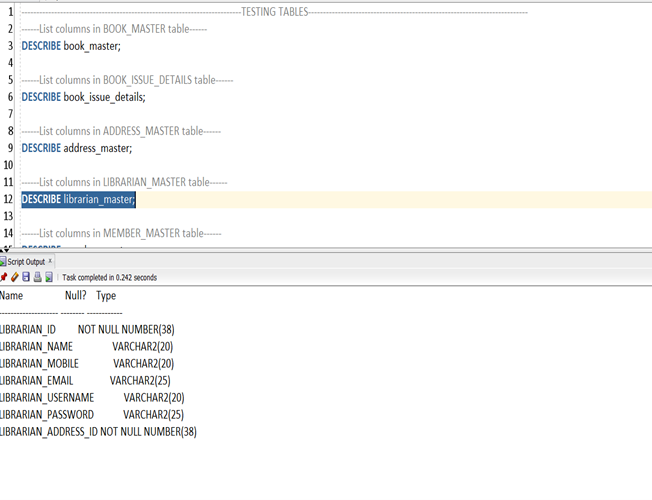 1 --------------------------------------------------------TESTING TABLES--------------------------------------------------------
2 ------List columns in BOOK_MASTER table------
3 DESCRIBE book_master;
4
5 ------List columns in BOOK_ISSUE_DETAILS table------
6 DESCRIBE book_issue_details;
7
8 ------List columns in ADDRESS_MASTER table------
9 DESCRIBE address_master;
10
11 ------List columns in LIBRARIAN_MASTER table------
12 DESCRIBE librarian_master;
13
14 ------List columns in MEMBER_MASTER table------
Script Output x
Task completed in 0.242 seconds
Name Null? Type
-------------------- -------- ------------
LIBRARIAN_ID NOT NULL NUMBER(38)
LIBRARIAN_NAME VARCHAR2(20)
LIBRARIAN_MOBILE VARCHAR2(20)
LIBRARIAN_EMAIL VARCHAR2(25)
LIBRARIAN_USERNAME VARCHAR2(20)
LIBRARIAN_PASSWORD VARCHAR2(25)
LIBRARIAN_ADDRESS_ID NOT NULL NUMBER(38)